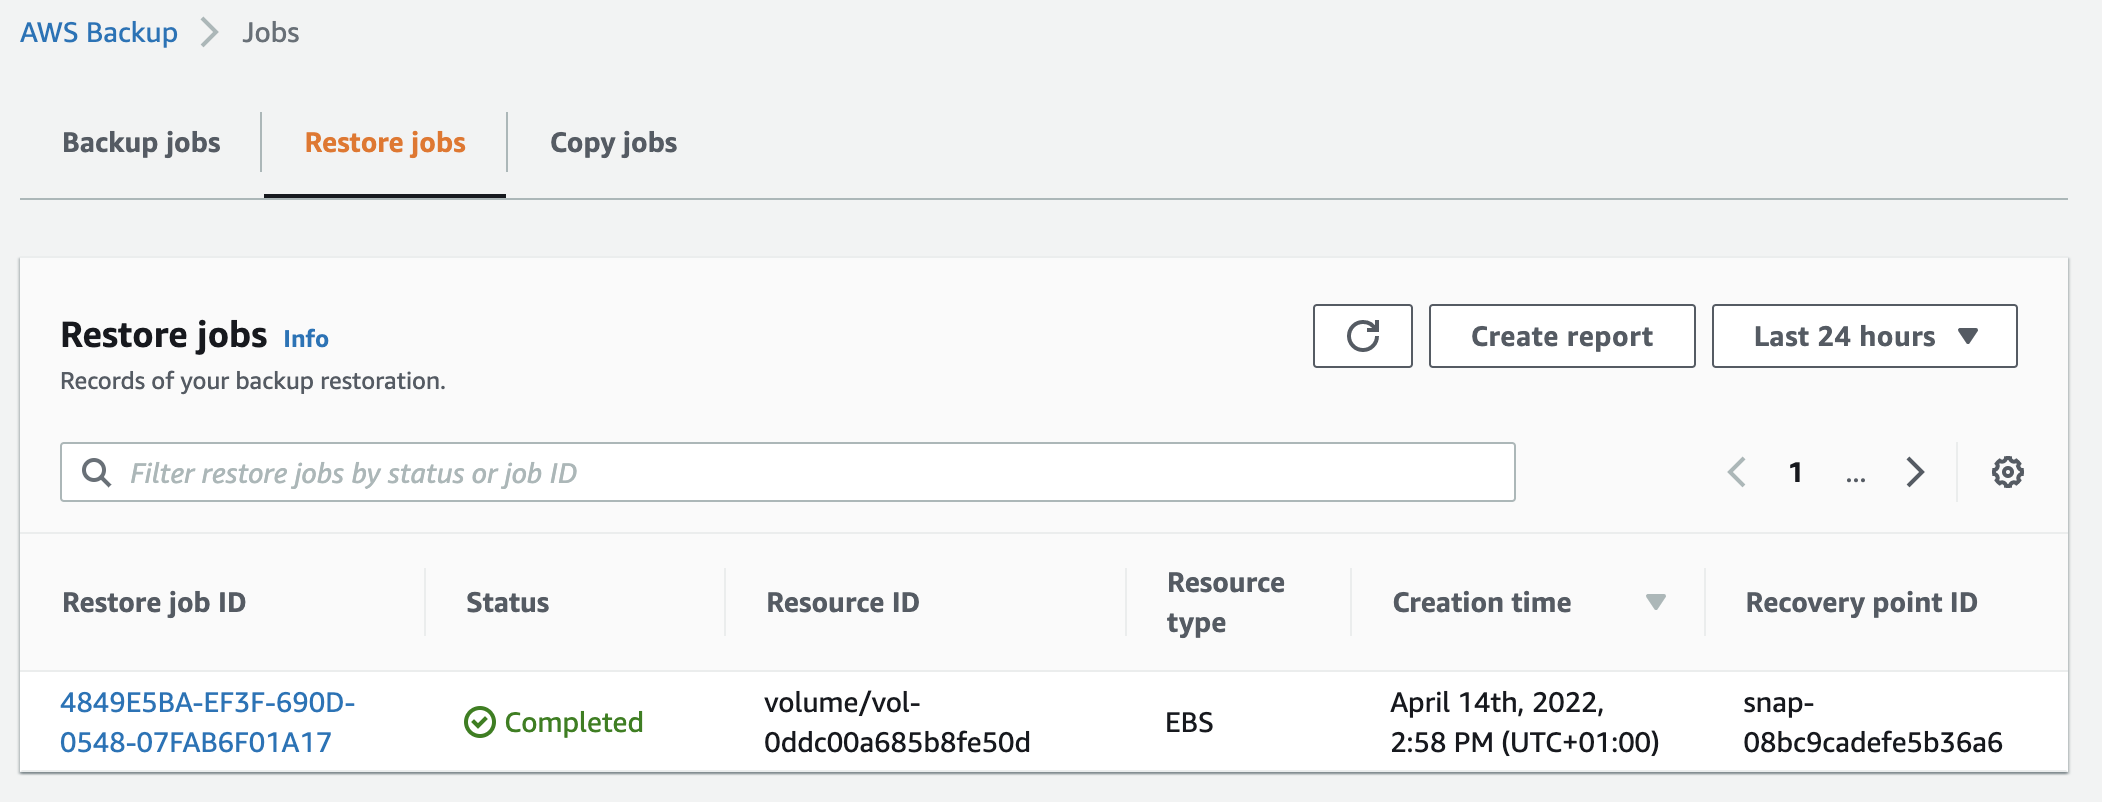 AWS Backup Jobs
Backup jobs Restore jobs Copy jobs
Restore jobs Info
Records of your backup restoration.
Create report Last 24 hours
Filter restore jobs by status or job ID
1 ...
Restore job ID Status Resource ID Resource type Creation time Recovery point ID
4849E5BA-EF3F-690D-
0548-07FAB6F01A17
Completed
volume/vol-
0ddc00a685b8fe50d
EBS
April 14th, 2022,
2:58 PM (UTC+01:00)
snap-
08bc9cadefe5b36a6